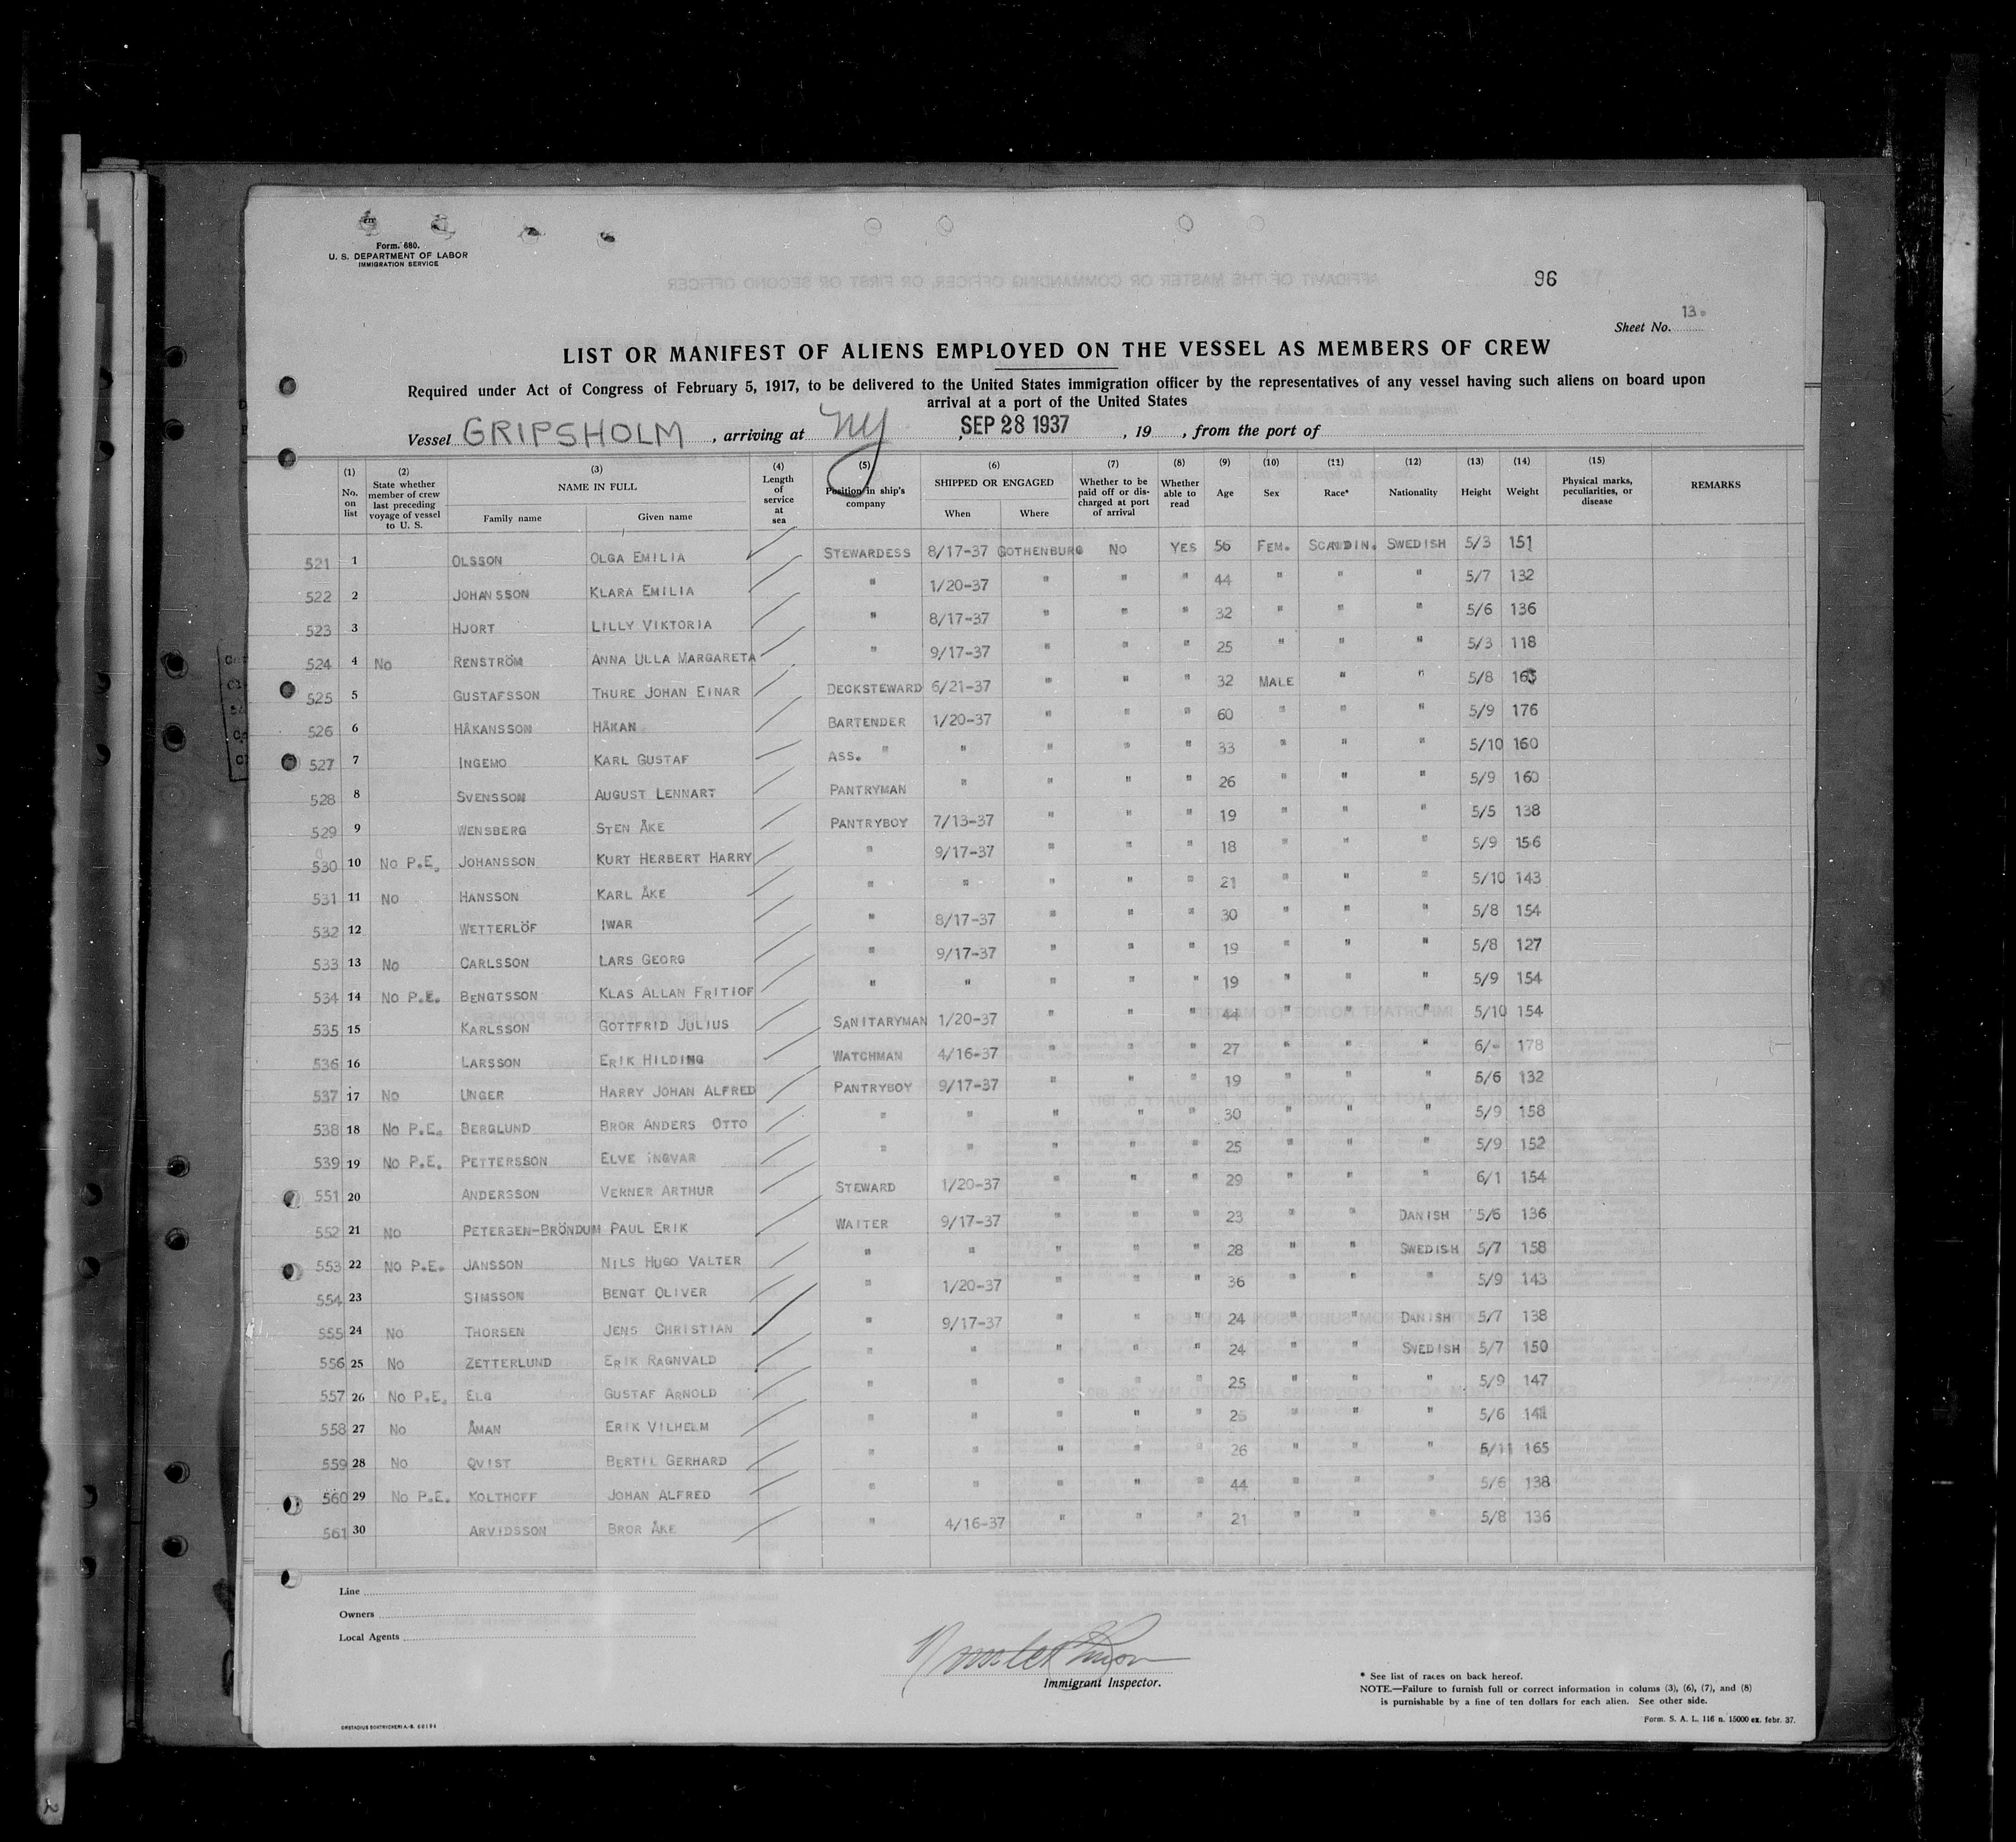 Form. 680.
U. S. DEPARTMENT OF LABOR
IMMIGRATION SERVICE
96
Sheet No. 13.
LIST OR MANIFEST OF ALIENS EMPLOYED ON THE VESSEL AS MEMBERS OF CREW
Required under Act of Congress of February 5, 1917, to be delivered to the United States immigration officer by the representatives of any vessel having such aliens on board upon
arrival at a port of the United States
Vessel GRIPSHOLM, arriving at NY, SEP 28 1937, 19, from the port of
(1) No. on list (2) State whether member of crew last preceding voyage of vessel to U. S. (3) NAME IN FULL Family name Given name (4) Length of service at sea (5) Position in ship's company (6) SHIPPED OR ENGAGED When Where (7) Whether to be paid off or discharged at port of arrival (8) Whether able to read (9) Age (10) Sex (11) Race* (12) Nationality (13) Height (14) Weight (15) Physical marks, peculiarities, or disease REMARKS
521 1 OLSSON OLGA EMILIA STEWARDESS 8/17-37 GOTHENBURG NO YES 56 FEM. SCANDIN. SWEDISH 5/3 151
522 2 JOHANSSON KLARA EMILIA " 1/20-37 " " " 44 " " " 5/7 132
523 3 HJORT LILLY VIKTORIA " 8/17-37 " " " 32 " " " 5/6 136
524 4 NO RENSTRÖM ANNA ULLA MARGARETA " 9/17-37 " " " 25 " " " 5/3 118
525 5 GUSTAFSSON THURE JOHAN EINAR DECKSTEWARD 6/21-37 " " " 32 MALE " " 5/8
526 6 HÅKANSSON HÅKAN BARTENDER 1/20-37 " " " 60 " " " 5/9 176
527 7 INGEMO KARL GUSTAF ASS. " " " " " 33 " " " 5/10 160
528 8 SVENSSON AUGUST LENNART PANTRYMAN " " " " 26 " " " 5/9 160
529 9 WENSBERG STEN ÅKE PANTRYBOY 7/13-37 " " " 19 " " " 5/5 138
530 10 NO P.E. JOHANSSON KURT HERBERT HARRY " 9/17-37 " " " 18 " " " 5/9 156
531 11 NO HANSSON KARL ÅKE " " " " " 21 " " " 5/10 143
532 12 WETTERLÖF IWAR " 8/17-37 " " " 30 " " " 5/8 154
533 13 NO CARLSSON LARS GEORG " 9/17-37 " " " 19 " " " 5/8 127
534 14 NO P.E. BENGTSSON KLAS ALLAN FRITIOF " " " " " 19 " " " 5/9 154
535 15 KARLSSON GOTTFRID JULIUS SANITARYMAN 1/20-37 " " " 44 " " " 5/10 154
536 16 LARSSON ERIK HILDING WATCHMAN 4/16-37 " " " 27 " " " 6/- 178
537 17 NO UNGER HARRY JOHAN ALFRED PANTRYBOY 9/17-37 " " " 19 " " " 5/6 132
538 18 NO P.E. BERGLUND BROR ANDERS OTTO " " " " " 30 " " " 5/9 158
539 19 NO P.E. PETTERSSON ELVE INGVAR " " " " " 25 " " " 5/9 152
551 20 ANDERSSON VERNER ARTHUR STEWARD 1/20-37 " " " 29 " " " 6/1 154
552 21 NO PETERSEN-BRÖNDUM PAUL ERIK WAITER 9/17-37 " " " 23 " " DANISH 5/6 136
553 22 NO P.E. JANSSON NILS HUGO VALTER " " " " " 28 " " SWEDISH 5/7 158
554 23 SIMSSON BENGT OLIVER " 1/20-37 " " " 36 " " " 5/9 143
555 24 NO THORSEN JENS CHRISTIAN " 9/17-37 " " " 24 " " DANISH 5/7 138
556 25 NO ZETTERLUND ERIK RAGNVALD " " " " " 24 " " SWEDISH 5/7 150
557 26 NO P.E. ELG GUSTAF ARNOLD " " " " " 25 " " " 5/9 147
558 27 NO ÅMAN ERIK VILHELM " " " " " 25 " " " 5/6
559 28 NO QVIST BERTIL GERHARD " " " " " 26 " " " 5/11 165
560 29 NO P.E. KOLTHOFF JOHAN ALFRED " " " " " 44 " " " 5/6 138
561 30 ARVIDSSON BROR ÅKE " 4/16-37 " " " 21 " " " 5/8 136
Line
Owners
Local Agents
Immigrant Inspector.
* See list of races on back hereof.
NOTE.—Failure to furnish full or correct information in colums (3), (6), (7), and (8)
is punishable by a fine of ten dollars for each alien. See other side.
Form. S. A. L. 116 n. 15000 ex. febr. 37.